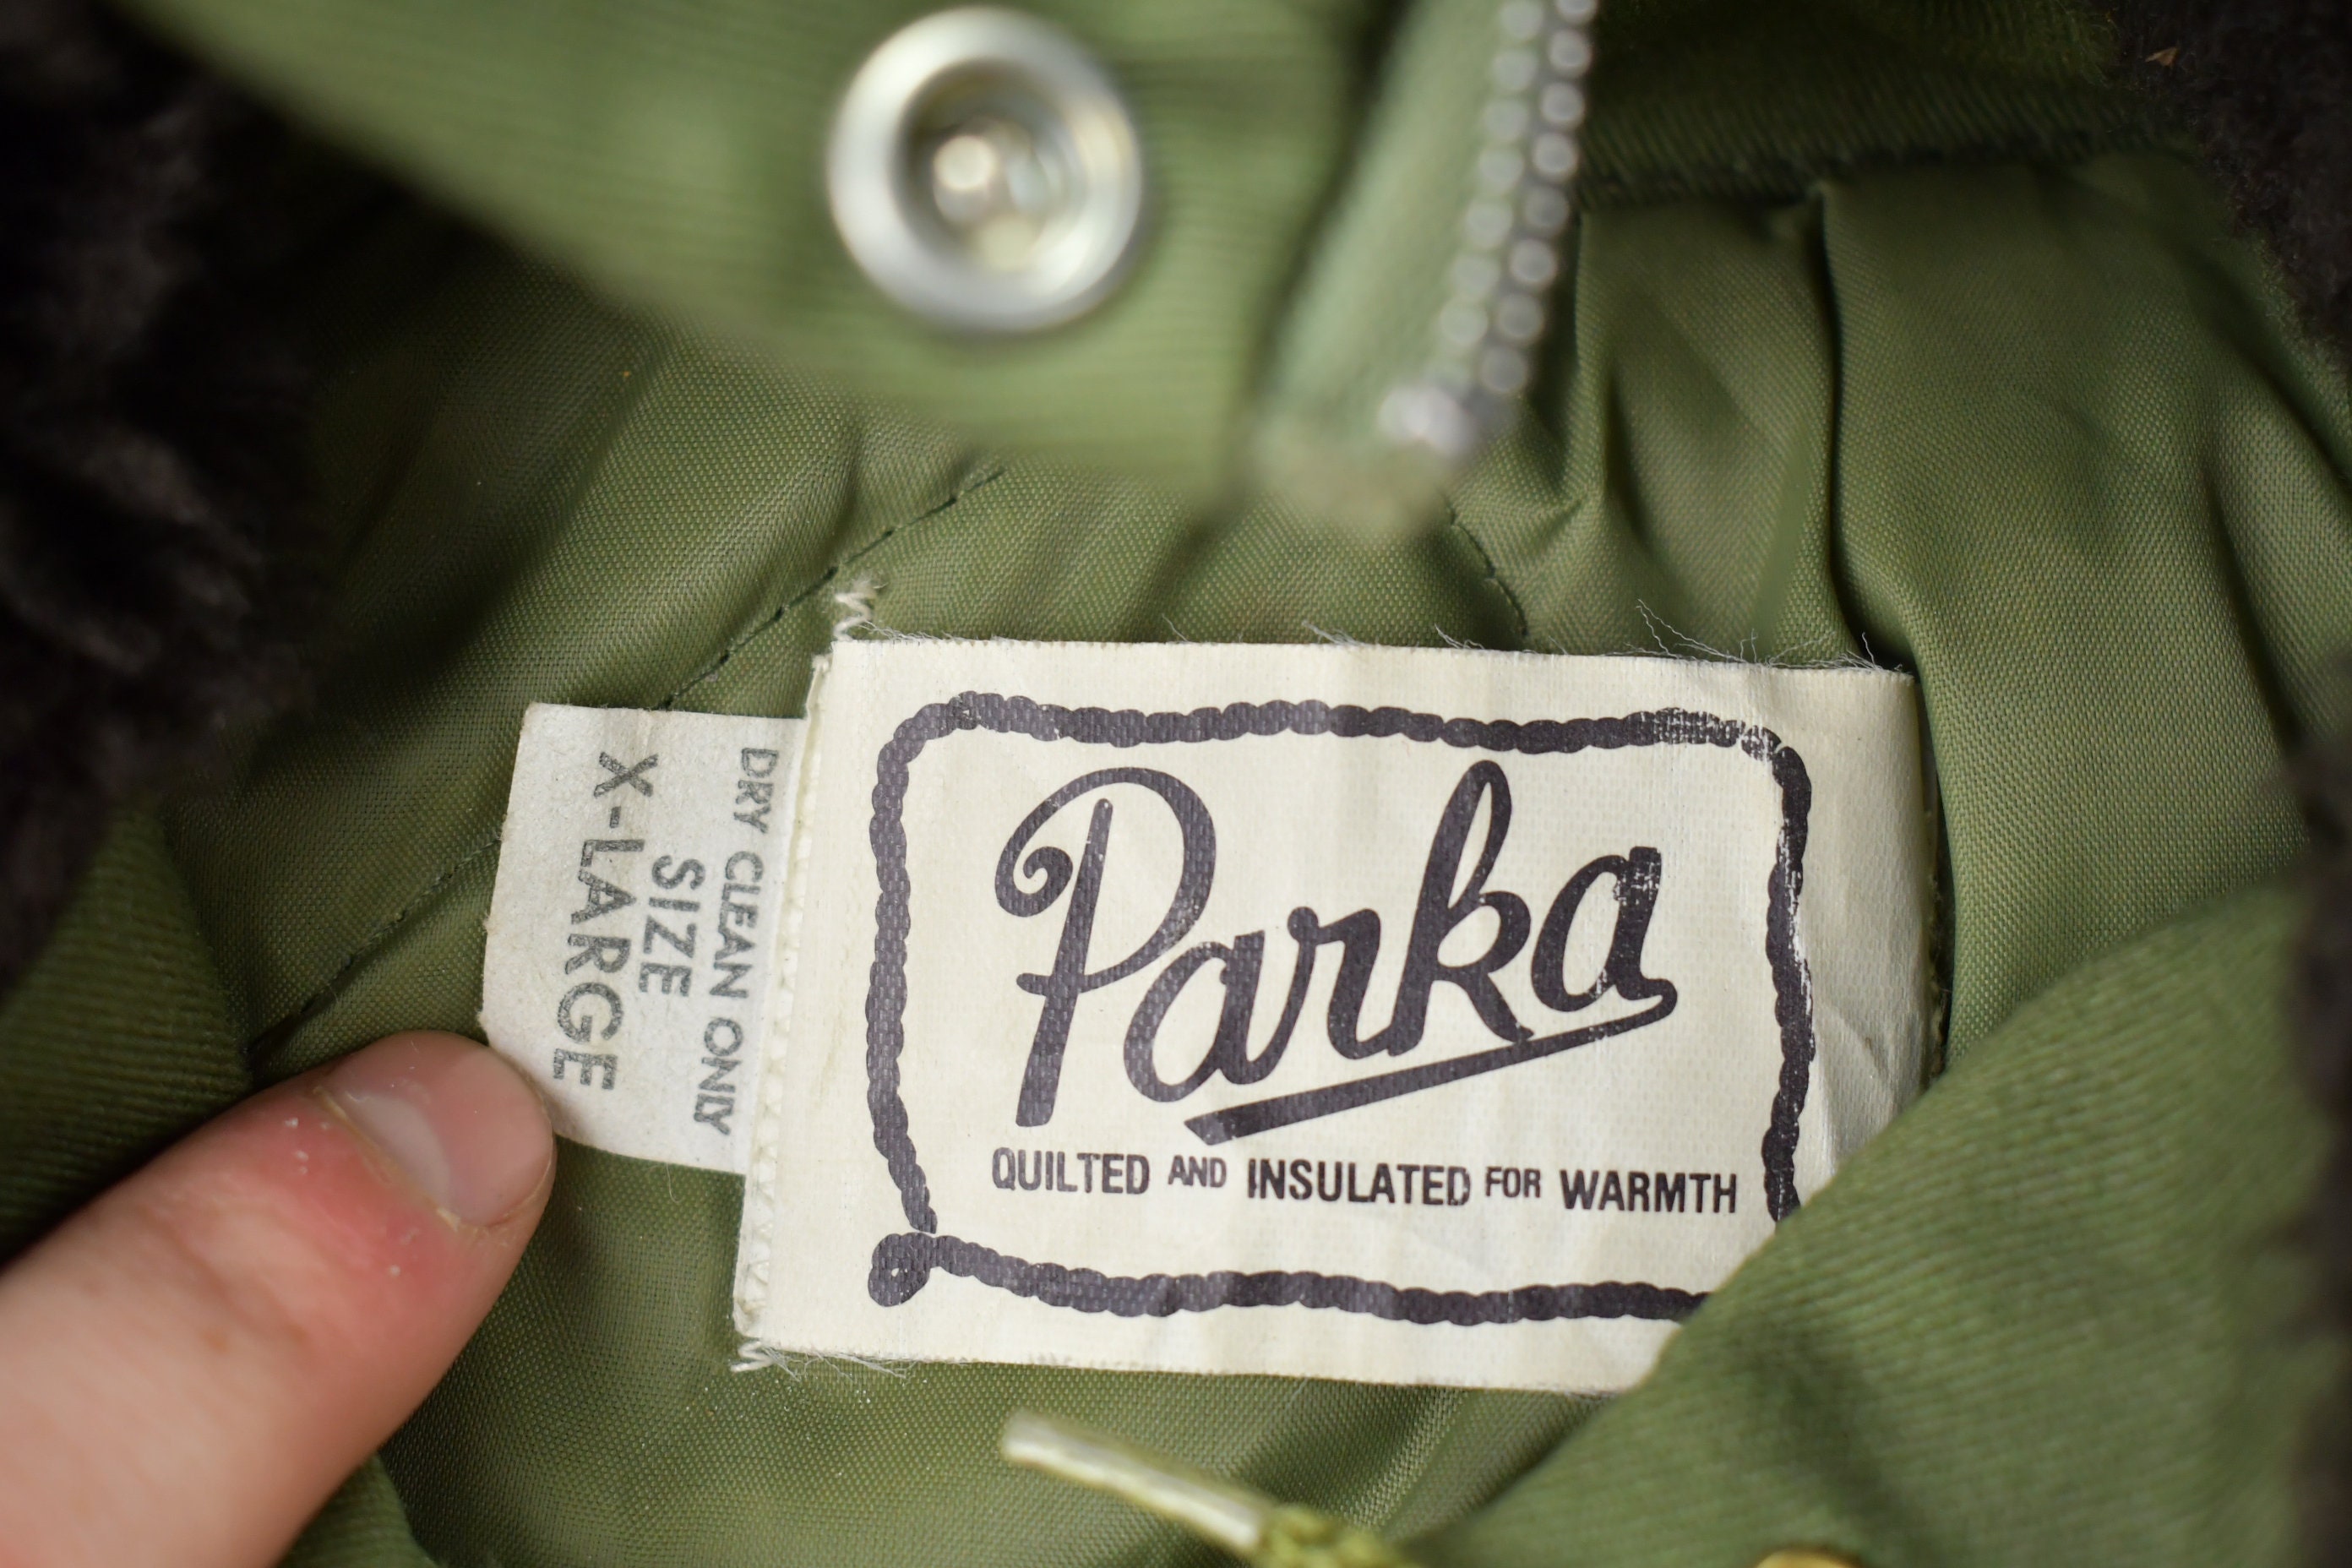 DRY CLEAN ONLY
SIZE
X-LARGE
Parka
QUILTED AND INSULATED FOR WARMTH